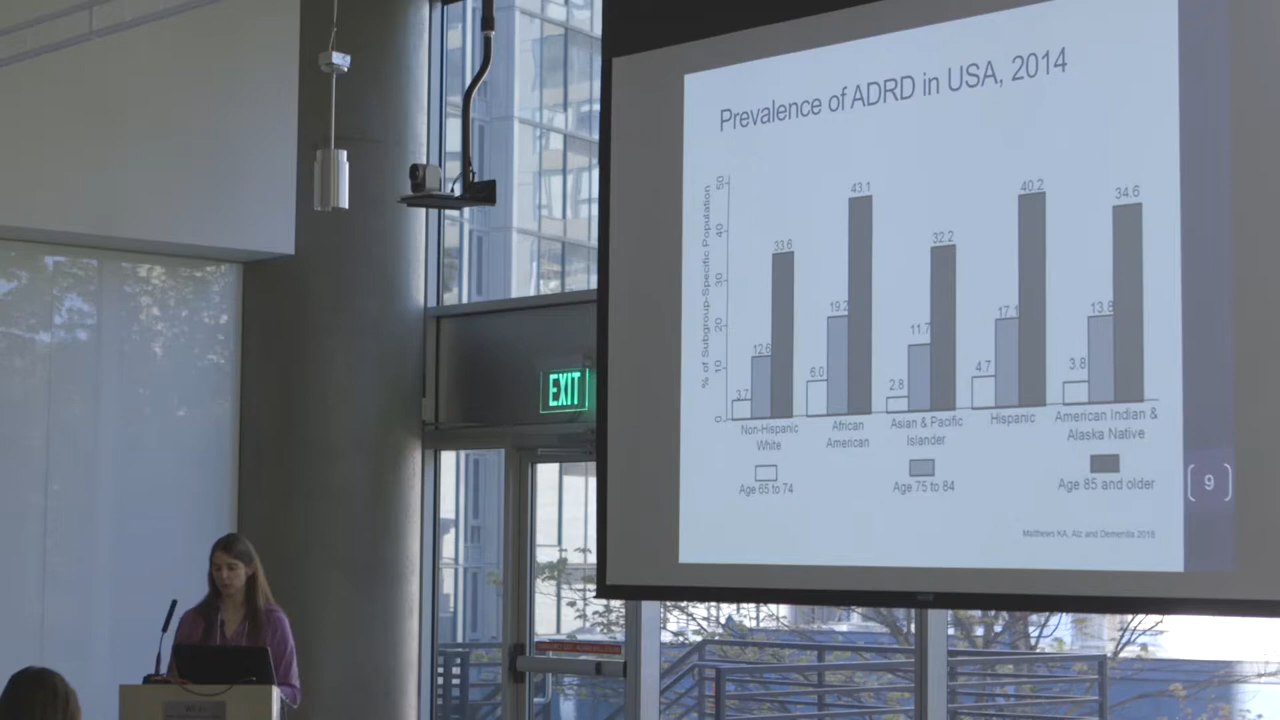 Prevalence of ADRD in USA, 2014
% of Subgroup-Specific Population
50
40
30
20
10
0
3.7 12.6 33.6
6.0 19.2 43.1
2.8 11.7 32.2
4.7 17.1 40.2
3.8 13.8 34.6
Non-Hispanic
White
African
American
Asian & Pacific
Islander
Hispanic
American Indian &
Alaska Native
Age 65 to 74
Age 75 to 84
Age 85 and older
Matthews KA, Alz and Dementia 2018
9
EXIT